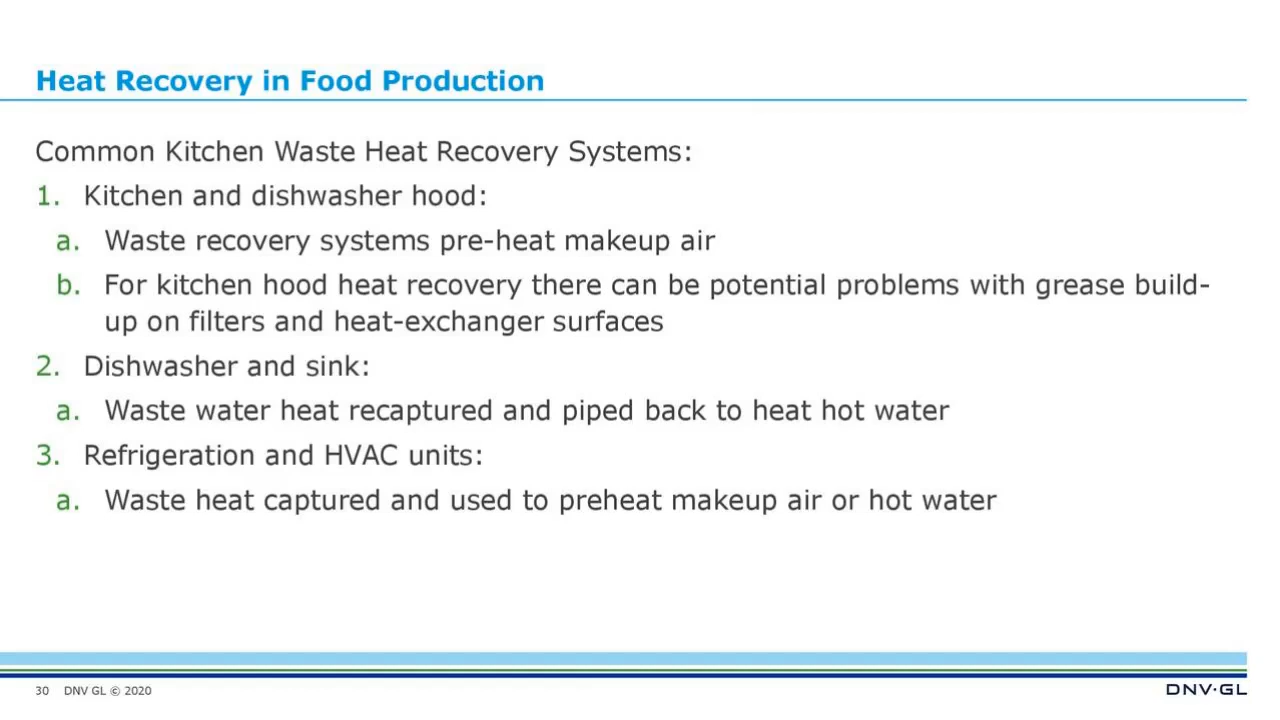 Heat Recovery in Food Production
Common Kitchen Waste Heat Recovery Systems:
1. Kitchen and dishwasher hood:
a. Waste recovery systems pre-heat makeup air
b. For kitchen hood heat recovery there can be potential problems with grease build-
up on filters and heat-exchanger surfaces
2. Dishwasher and sink:
a. Waste water heat recaptured and piped back to heat hot water
3. Refrigeration and HVAC units:
a. Waste heat captured and used to preheat makeup air or hot water
30 DNV GL © 2020
DNV·GL